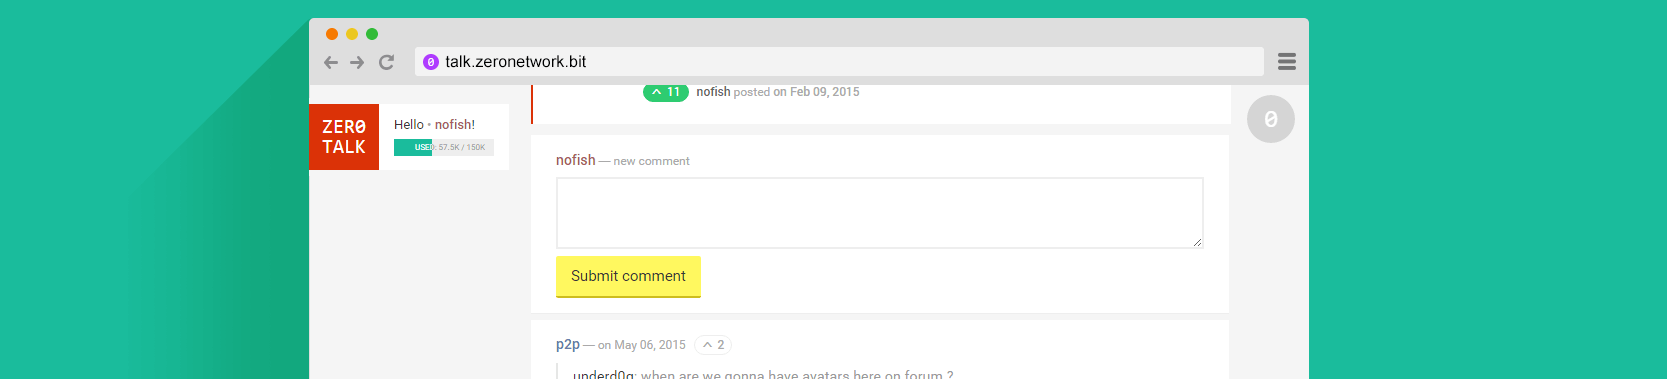 0 talk.zeronetwork.bit
11 nofish posted on Feb 09, 2015
ZER0
TALK
Hello • nofish!
USED: 57.5K / 150K
0
nofish — new comment
Submit comment
p2p — on May 06, 2015 2
underd0g: when are we gonna have avatars here on forum ?